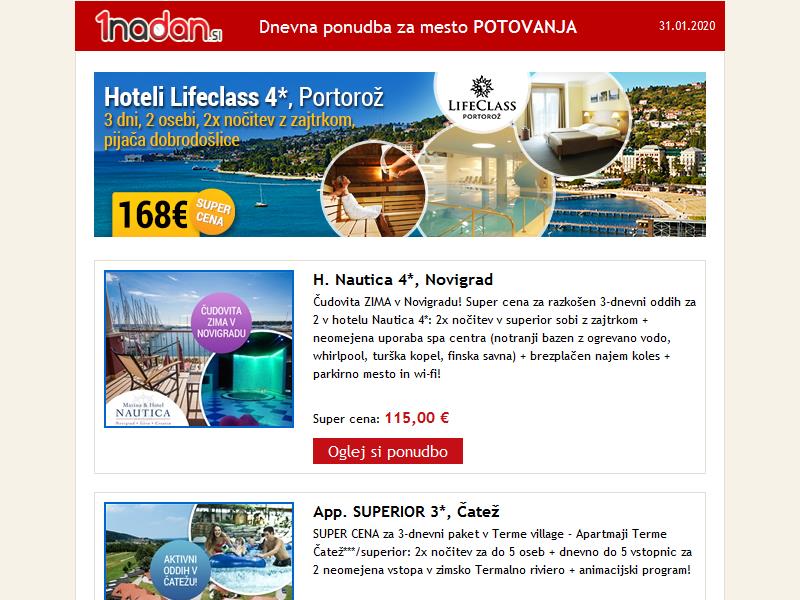 1nadan.si
Dnevna ponudba za mesto POTOVANJA
31.01.2020
Hoteli Lifeclass 4*, Portorož
3 dni, 2 osebi, 2x nočitev z zajtrkom,
pijača dobrodošlice
LIFECLASS
PORTOROŽ
168€
SUPER
CENA
H. Nautica 4*, Novigrad
Čudovita ZIMA v Novigradu! Super cena za razkošen 3-dnevni oddih za
2 v hotelu Nautica 4*: 2x nočitev v superior sobi z zajtrkom +
neomejena uporaba spa centra (notranji bazen z ogrevano vodo,
whirlpool, turška kopel, finska savna) + brezplačen najem koles +
parkirno mesto in wi-fi!
ČUDOVITA
ZIMA V
NOVIGRADU
Marina & Hotel
NAUTICA
Novigrad • Istra • Croatia
Super cena: 115,00 €
Oglej si ponudbo
App. SUPERIOR 3*, Čatež
SUPER CENA za 3-dnevni paket v Terme village - Apartmaji Terme
Čatež***/superior: 2x nočitev za do 5 oseb + dnevno do 5 vstopnic za
2 neomejena vstopa v zimsko Termalno riviero + animacijski program!
AKTIVNI
ODDIH V
ČATEŽU!